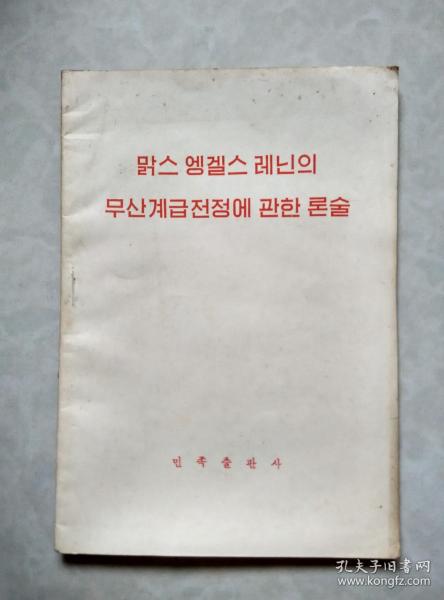 맑스 엥겔스 레닌의
무산계급전정에 관한 론술
민족출판사
孔夫子旧书网
www.kongfz.com